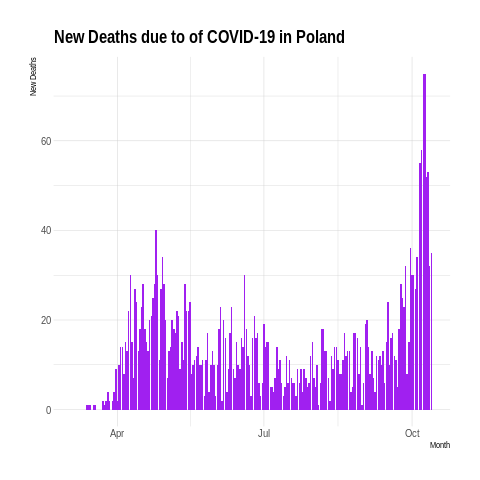 New Deaths due to of COVID-19 in Poland
New Deaths
60
40
20
0
Apr
Jul
Oct
Month